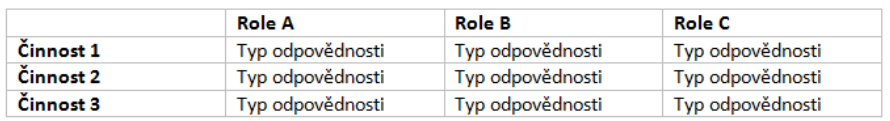 Role A Role B Role C
Činnost 1 Typ odpovědnosti Typ odpovědnosti Typ odpovědnosti
Činnost 2 Typ odpovědnosti Typ odpovědnosti Typ odpovědnosti
Činnost 3 Typ odpovědnosti Typ odpovědnosti Typ odpovědnosti